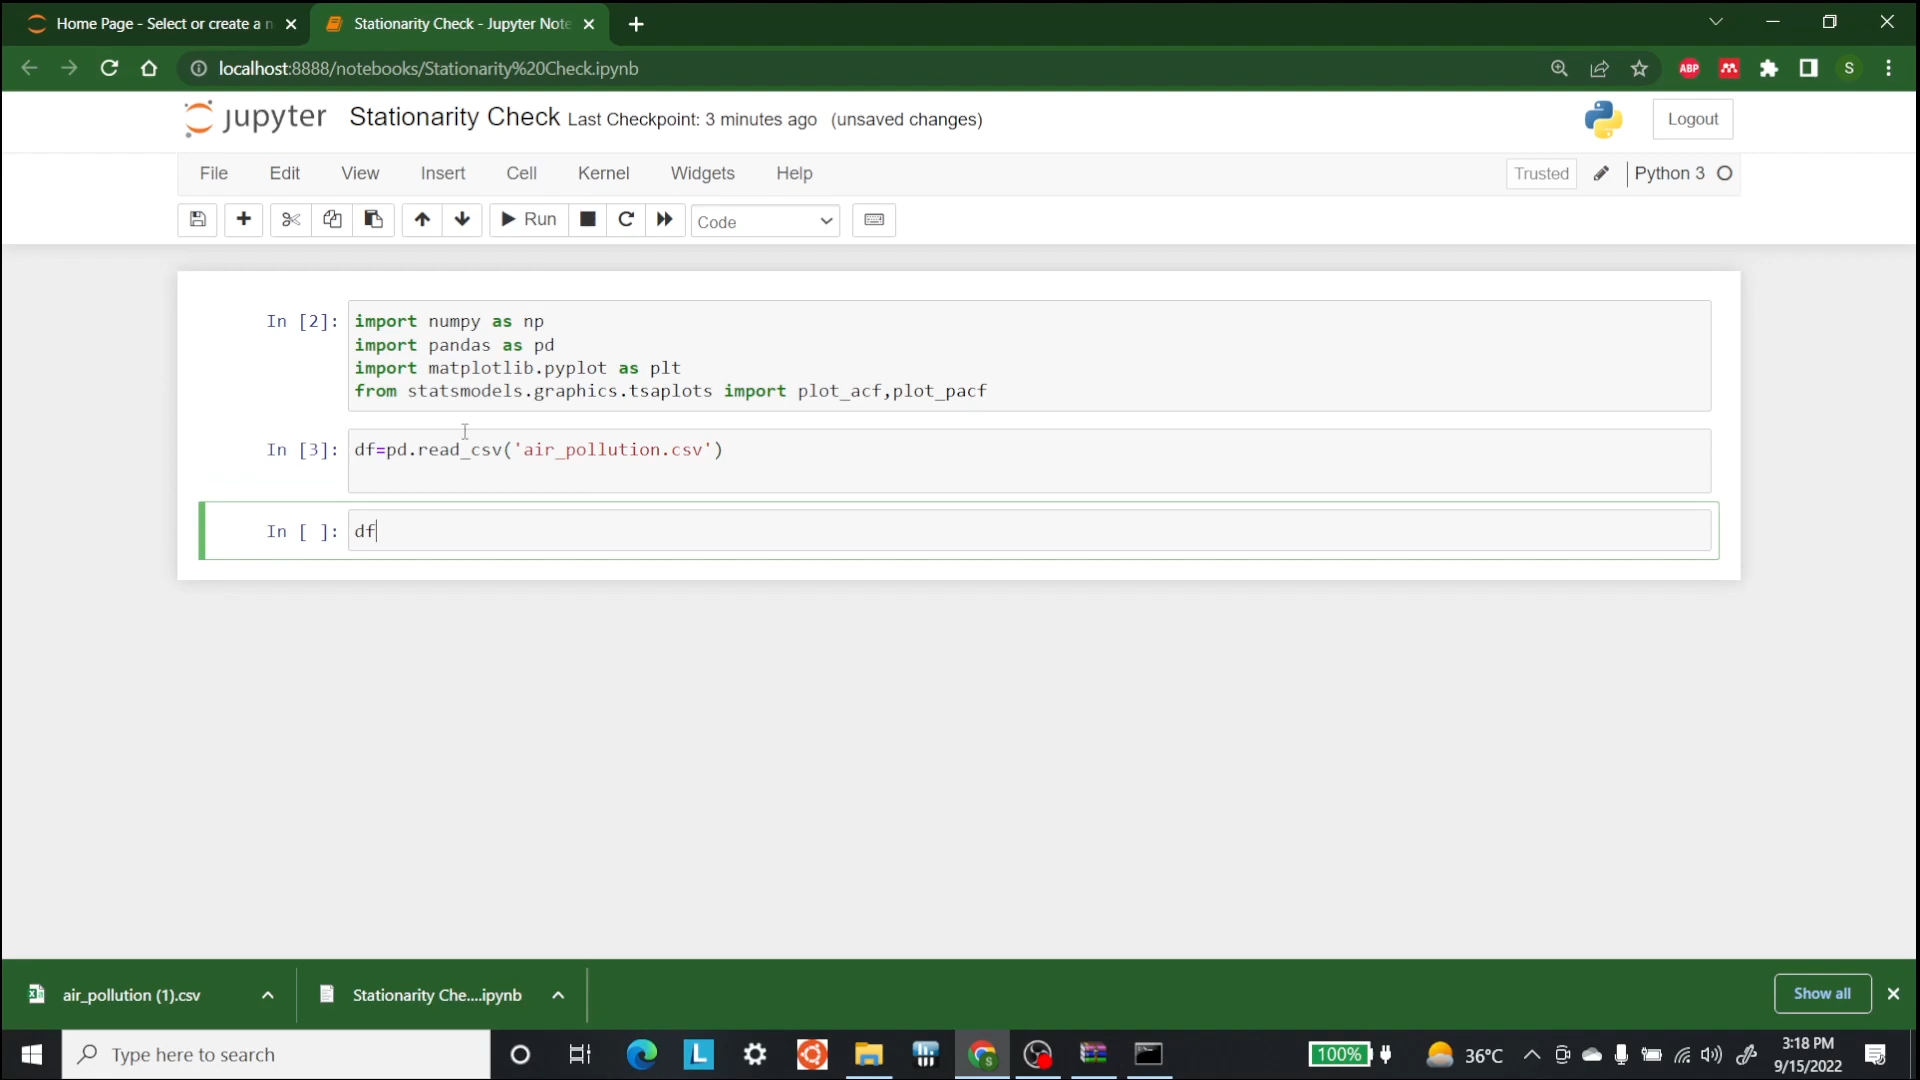 Home Page - Select or create a n
Stationarity Check - Jupyter Note
localhost:8888/notebooks/Stationarity%20Check.ipynb
ABP
S
jupyter Stationarity Check Last Checkpoint: 3 minutes ago (unsaved changes)
Logout
File Edit View Insert Cell Kernel Widgets Help
Trusted Python 3
Run Code
In [2]: import numpy as np
import pandas as pd
import matplotlib.pyplot as plt
from statsmodels.graphics.tsaplots import plot_acf,plot_pacf
In [3]: df=pd.read_csv('air_pollution.csv')
In [ ]: df
air_pollution (1).csv
Stationarity Che....ipynb
Show all
Type here to search
L
100%
36°C
3:18 PM
9/15/2022